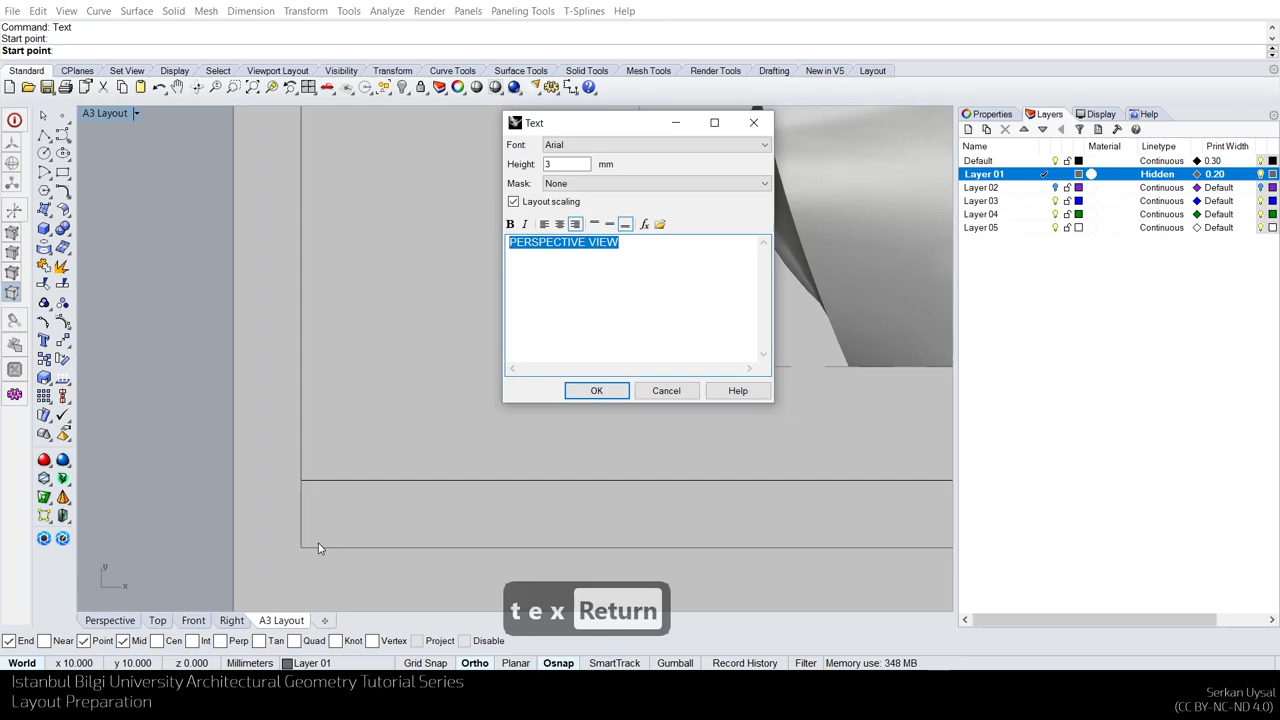 File Edit View Curve Surface Solid Mesh Dimension Transform Tools Analyze Render Panels Paneling Tools T-Splines Help
Command: Text
Start point:
Start point:
Standard CPlanes Set View Display Select Viewport Layout Visibility Transform Curve Tools Surface Tools Solid Tools Mesh Tools Render Tools Drafting New in V5 Layout
A3 Layout
Text
Font: Arial
Height: 3 mm
Mask: None
Layout scaling
B I fx
PERSPECTIVE VIEW
OK Cancel Help
Properties Layers Display Help
Name Material Linetype Print Width
Default Continuous 0.30
Layer 01 Hidden 0.20
Layer 02 Continuous Default
Layer 03 Continuous Default
Layer 04 Continuous Default
Layer 05 Continuous Default
y
x
t e x Return
Perspective Top Front Right A3 Layout
End Near Point Mid Cen Int Perp Tan Quad Knot Vertex Project Disable
World x 10.000 y 10.000 z 0.000 Millimeters Layer 01 Grid Snap Ortho Planar Osnap SmartTrack Gumball Record History Filter Memory use: 348 MB
Istanbul Bilgi University Architectural Geometry Tutorial Series
Layout Preparation
Serkan Uysal
(CC BY-NC-ND 4.0)